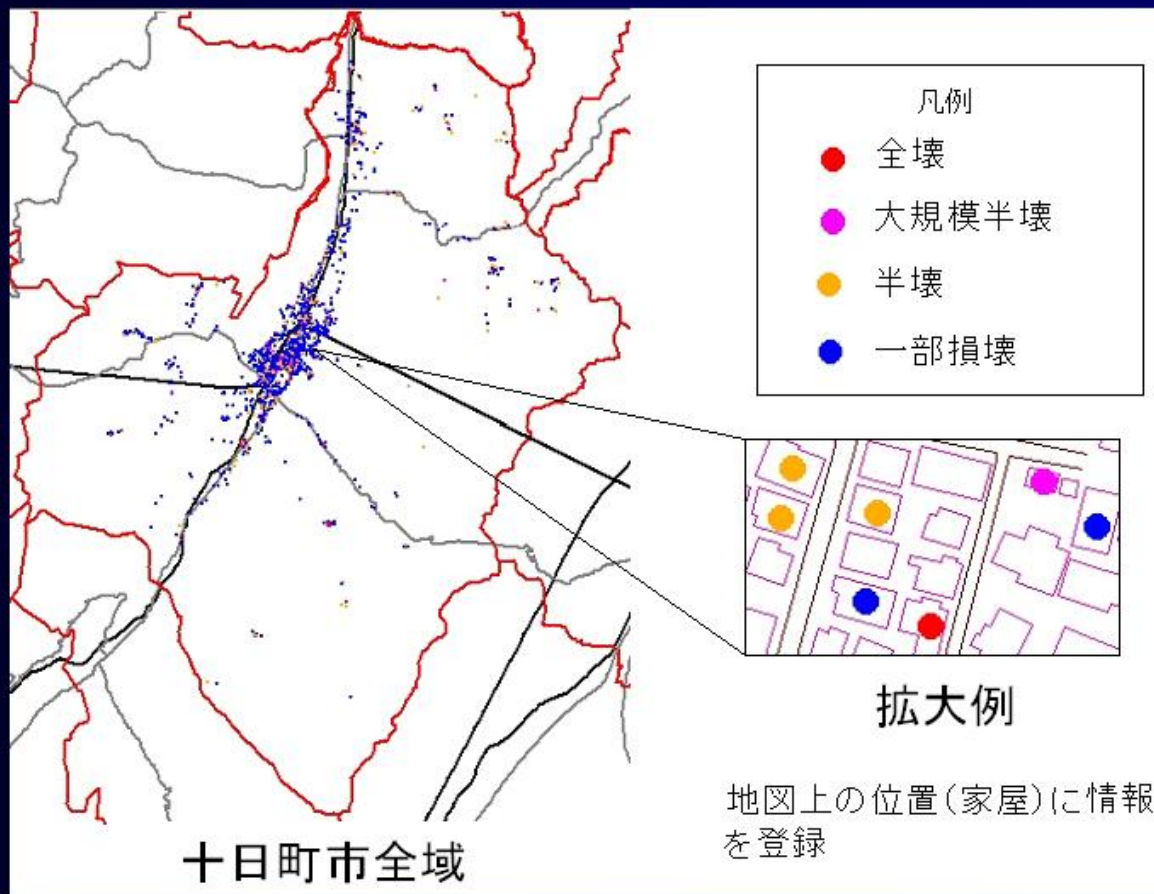 凡例
全壊
大規模半壊
半壊
一部損壊
拡大例
地図上の位置(家屋)に情報
を登録
十日町市全域